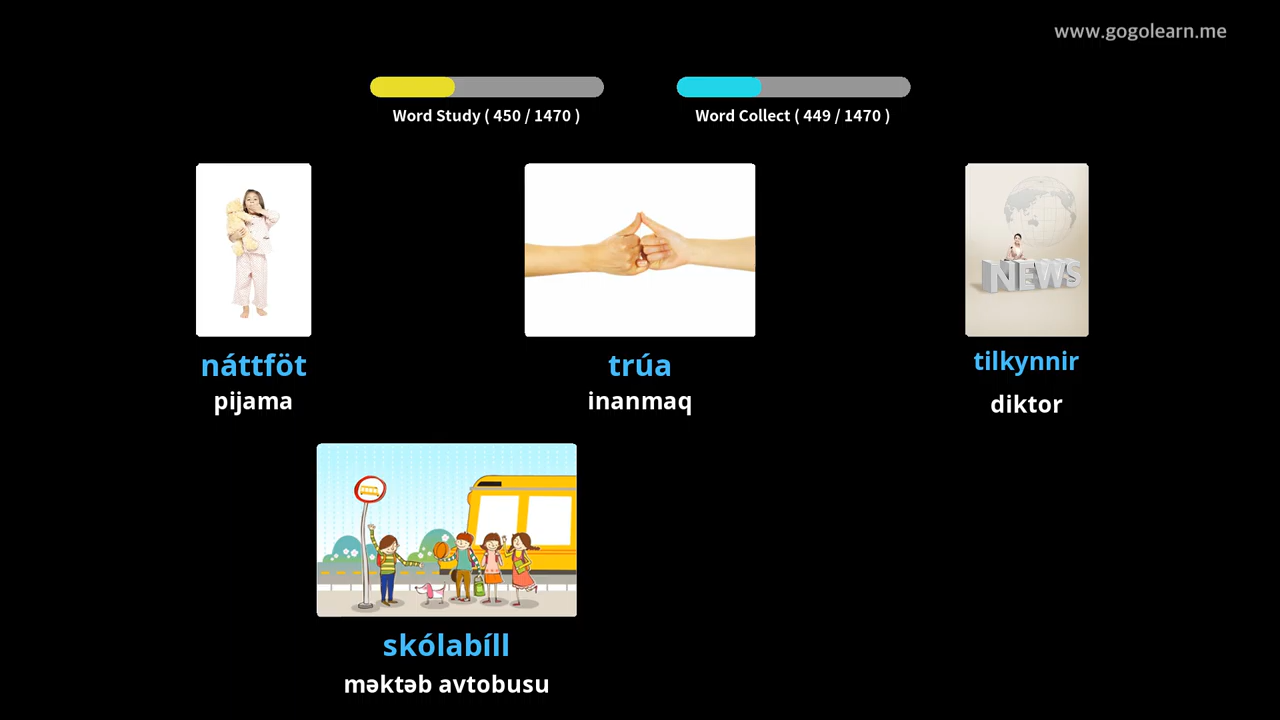 www.gogolearn.me
Word Study ( 450 / 1470 )
Word Collect ( 449 / 1470 )
NEWS
náttföt
pijama
trúa
inanmaq
tilkynnir
diktor
skólabíll
məktəb avtobusu